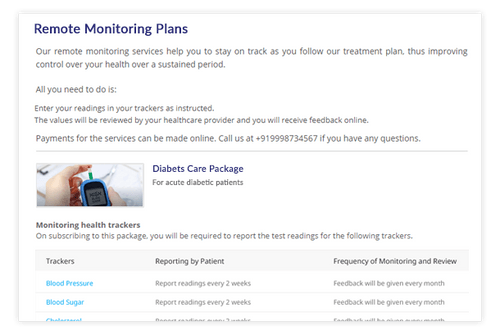 Remote Monitoring Plans
Our remote monitoring services help you to stay on track as you follow our treatment plan, thus improving
control over your health over a sustained period.
All you need to do is:
Enter your readings in your trackers as instructed.
The values will be reviewed by your healthcare provider and you will receive feedback online.
Payments for the services can be made online. Call us at +919998734567 if you have any questions.
Diabets Care Package
For acute diabetic patients
Monitoring health trackers
On subscribing to this package, you will be required to report the test readings for the following trackers.
Trackers Reporting by Patient Frequency of Monitoring and Review
Blood Pressure Report readings every 2 weeks Feedback will be given every month
Blood Sugar Report readings every 2 weeks Feedback will be given every month
Cholesterol Report readings every 2 weeks Feedback will be given every month